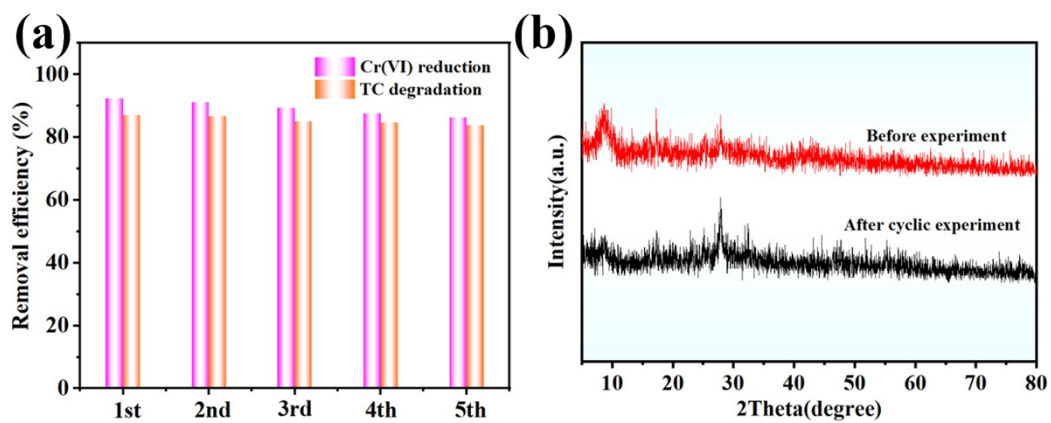 (a)
Cr(VI) reduction
TC degradation
Removal efficiency (%)
100
80
60
40
20
0
1st 2nd 3rd 4th 5th
(b)
Before experiment
After cyclic experiment
Intensity(a.u.)
10 20 30 40 50 60 70 80
2Theta(degree)